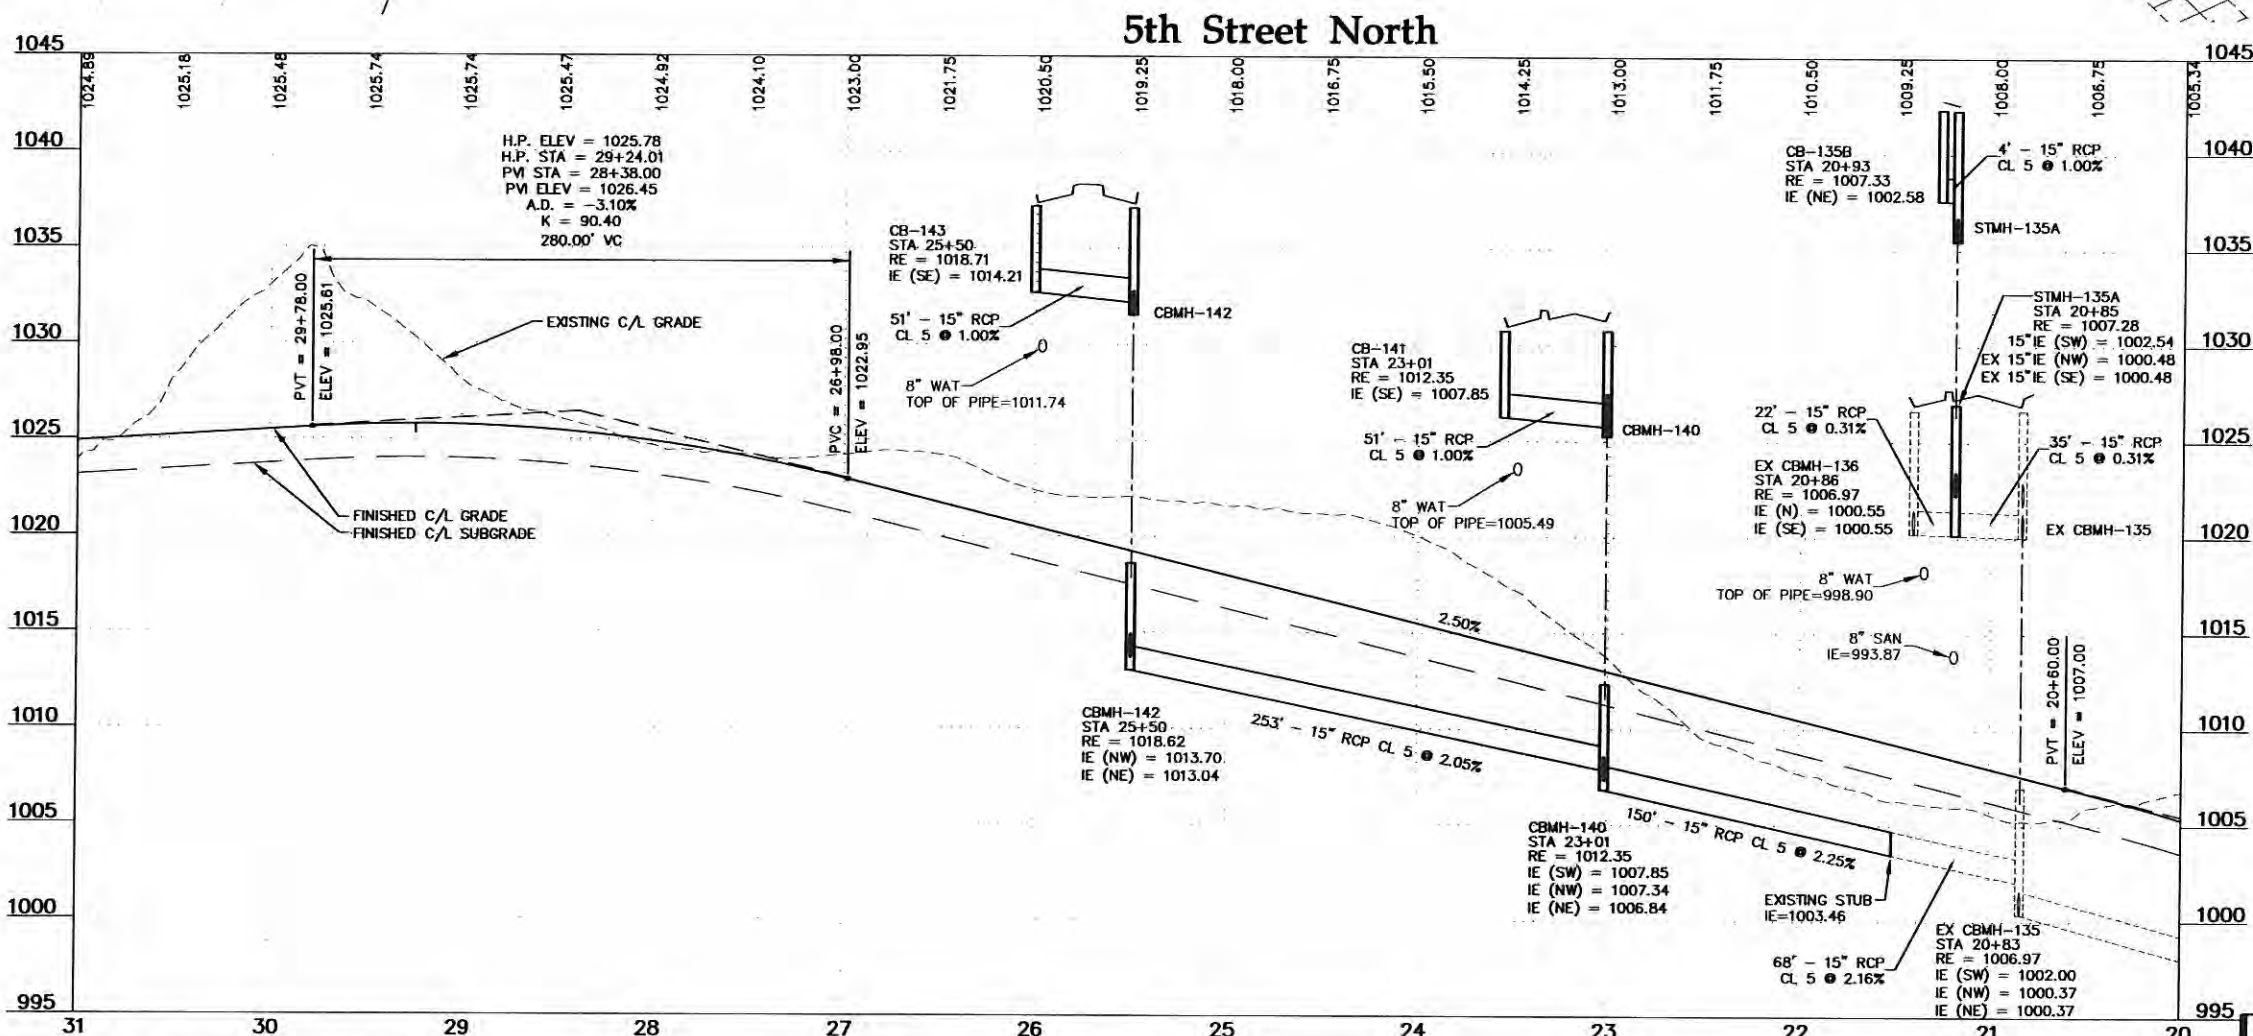 5th Street North
1045
1040
1035
1030
1025
1020
1015
1010
1005
1000
995
1024.89
1025.18
1025.48
1025.74
1025.74
1025.47
1024.92
1024.10
1023.00
1021.75
1020.50
1019.25
1018.00
1016.75
1015.50
1014.25
1013.00
1011.75
1010.50
1009.25
1008.00
1006.75
1005.34
1045
1040
1035
1030
1025
1020
1015
1010
1005
1000
995
H.P. ELEV = 1025.78
H.P. STA = 29+24.01
PVI STA = 28+38.00
PVI ELEV = 1026.45
A.D. = -3.10%
K = 90.40
280.00' VC
PVT = 29+78.00
ELEV = 1025.61
EXISTING C/L GRADE
PVC = 26+98.00
ELEV = 1022.95
FINISHED C/L GRADE
FINISHED C/L SUBGRADE
CB-143
STA 25+50
RE = 1018.71
IE (SE) = 1014.21
51' - 15" RCP
CL 5 @ 1.00%
CBMH-142
8" WAT
TOP OF PIPE=1011.74
CB-141
STA 23+01
RE = 1012.35
IE (SE) = 1007.85
51' - 15" RCP
CL 5 @ 1.00%
CBMH-140
8" WAT
TOP OF PIPE=1005.49
CB-135B
STA 20+93
RE = 1007.33
IE (NE) = 1002.58
4' - 15" RCP
CL 5 @ 1.00%
STMH-135A
STMH-135A
STA 20+85
RE = 1007.28
15"IE (SW) = 1002.54
EX 15"IE (NW) = 1000.48
EX 15"IE (SE) = 1000.48
22' - 15" RCP
CL 5 @ 0.31%
35' - 15" RCP
CL 5 @ 0.31%
EX CBMH-136
STA 20+86
RE = 1006.97
IE (N) = 1000.55
IE (SE) = 1000.55
EX CBMH-135
8" WAT
TOP OF PIPE=998.90
8" SAN
IE=993.87
2.50%
PVT = 20+60.00
ELEV = 1007.00
CBMH-142
STA 25+50
RE = 1018.62
IE (NW) = 1013.70
IE (NE) = 1013.04
253' - 15" RCP CL 5 @ 2.05%
CBMH-140
STA 23+01
RE = 1012.35
IE (SW) = 1007.85
IE (NW) = 1007.34
IE (NE) = 1006.84
150' - 15" RCP CL 5 @ 2.25%
EXISTING STUB
IE=1003.46
68' - 15" RCP
CL 5 @ 2.16%
EX CBMH-135
STA 20+83
RE = 1006.97
IE (SW) = 1002.00
IE (NW) = 1000.37
IE (NE) = 1000.37
31
30
29
28
27
26
25
24
23
22
21
20